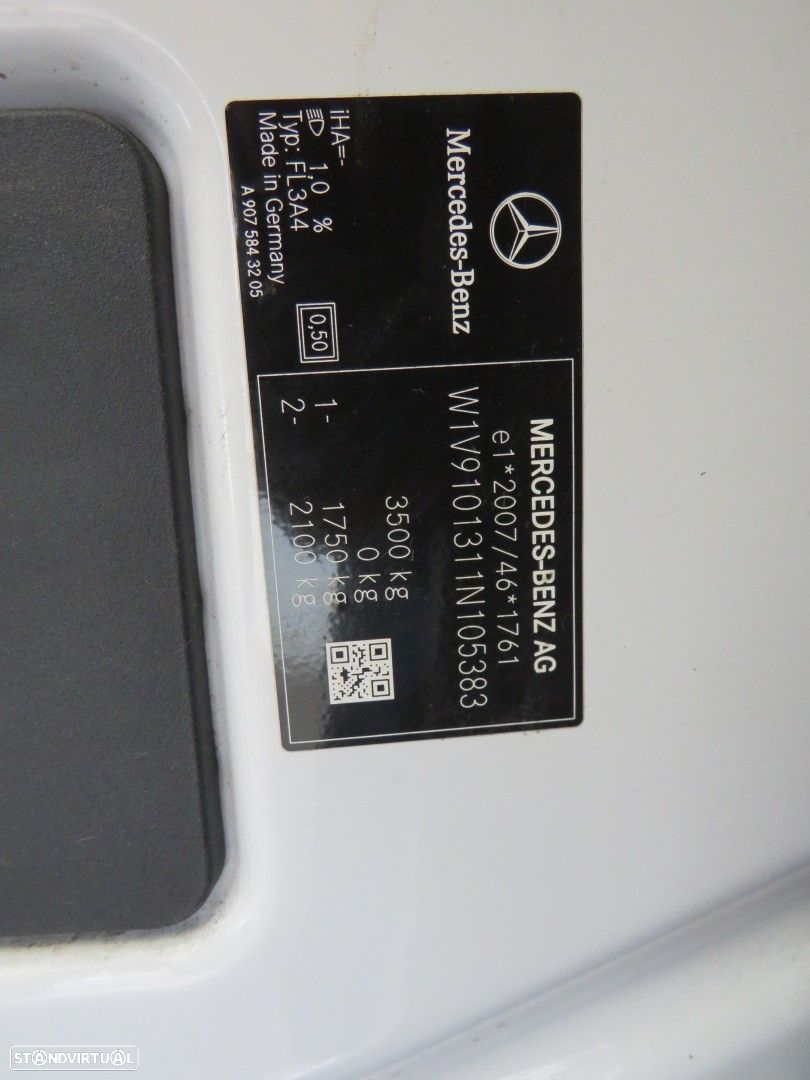 Mercedes-Benz
iHA=-
1,0 %
Typ: FL3A4
Made in Germany
A 907 584 32 05
0,50
MERCEDES-BENZ AG
e1*2007/46*1761
W1V9101311N105383
3500 kg
0 kg
1- 1750 kg
2- 2100 kg
STANDVIRTUAL